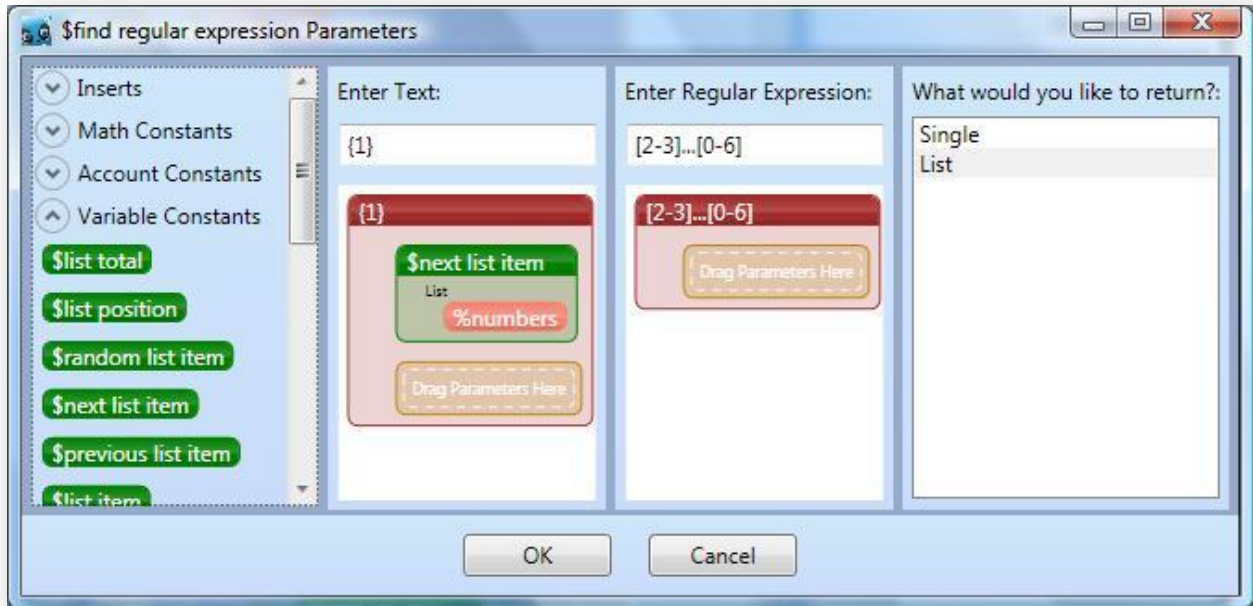 $find regular expression Parameters
Inserts
Math Constants
Account Constants
Variable Constants
$list total
$list position
$random list item
$next list item
$previous list item
$list item
Enter Text:
{1}
{1}
$next list item
List
%numbers
Drag Parameters Here
Enter Regular Expression:
[2-3]...[0-6]
[2-3]...[0-6]
Drag Parameters Here
What would you like to return?:
Single
List
OK
Cancel